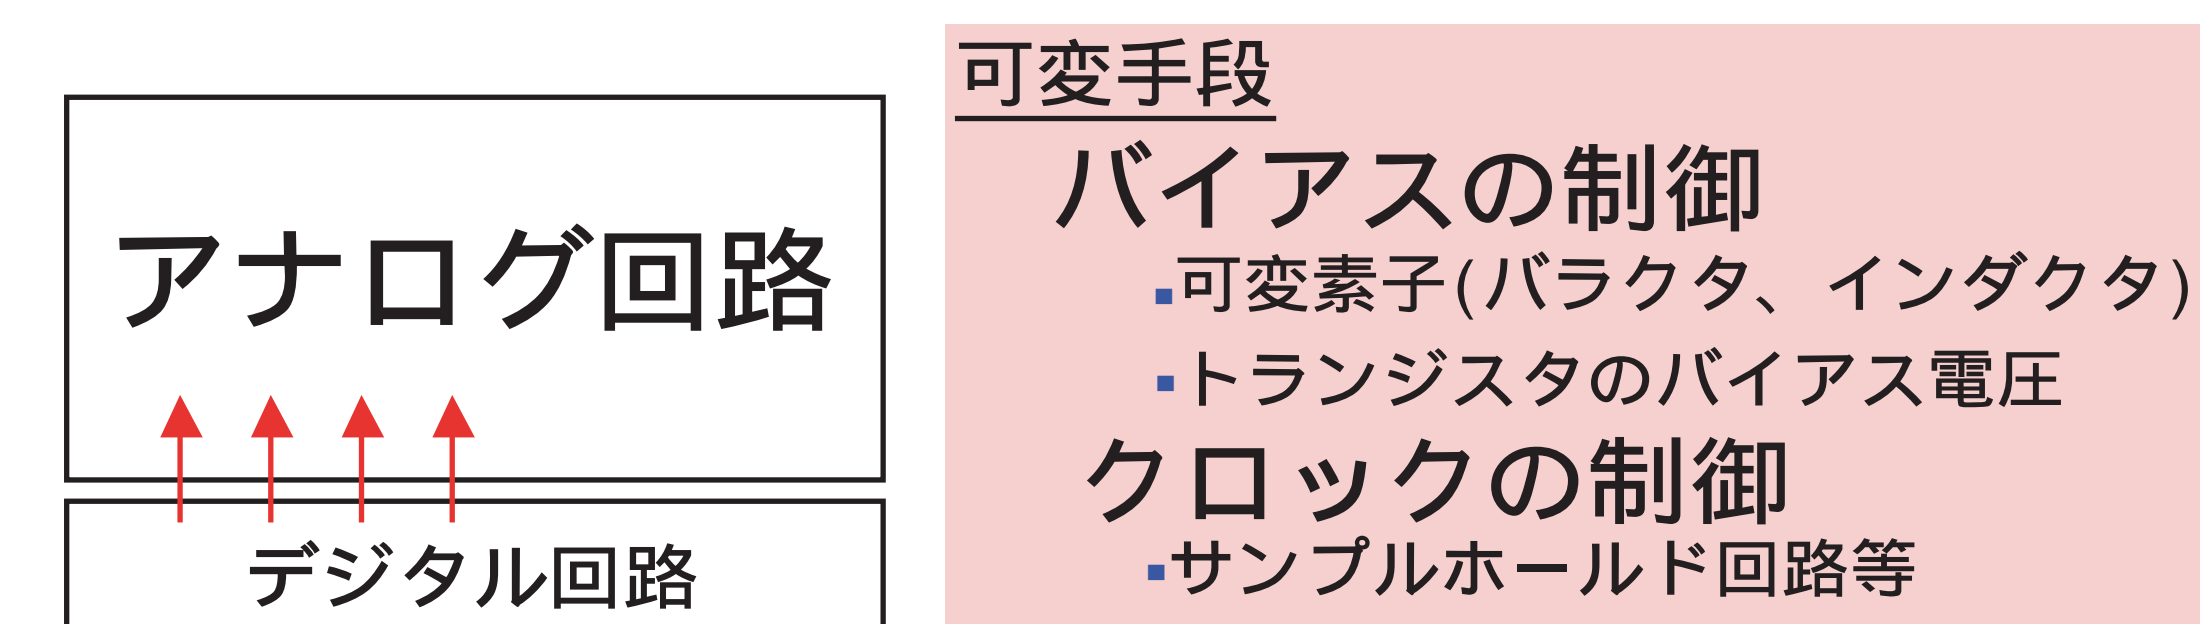 アナログ回路
デジタル回路
可変手段
バイアスの制御
▪可変素子(バラクタ、インダクタ)
▪トランジスタのバイアス電圧
クロックの制御
▪サンプルホールド回路等